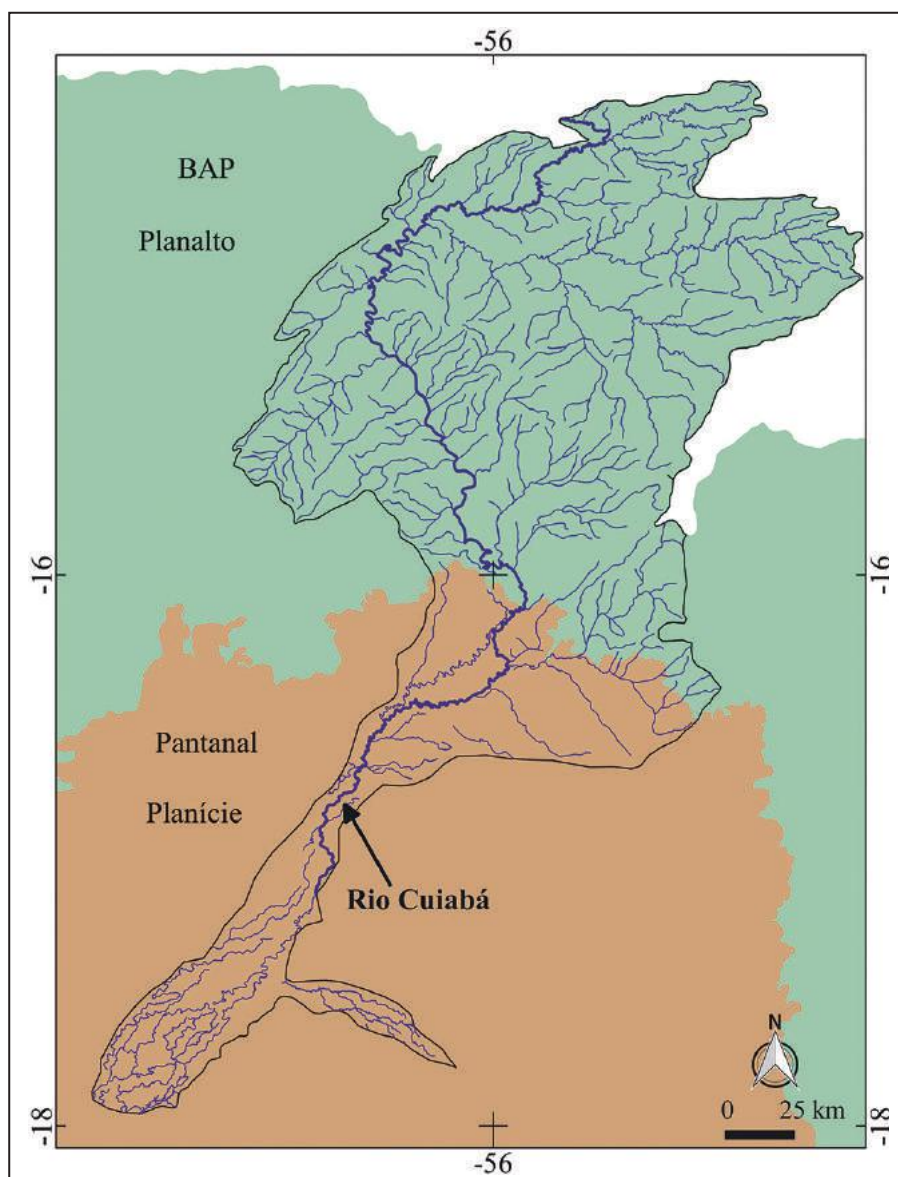 -56
BAP
Planalto
-16
-16
Pantanal
Planície
Rio Cuiabá
N
0 25 km
-18
-18
-56